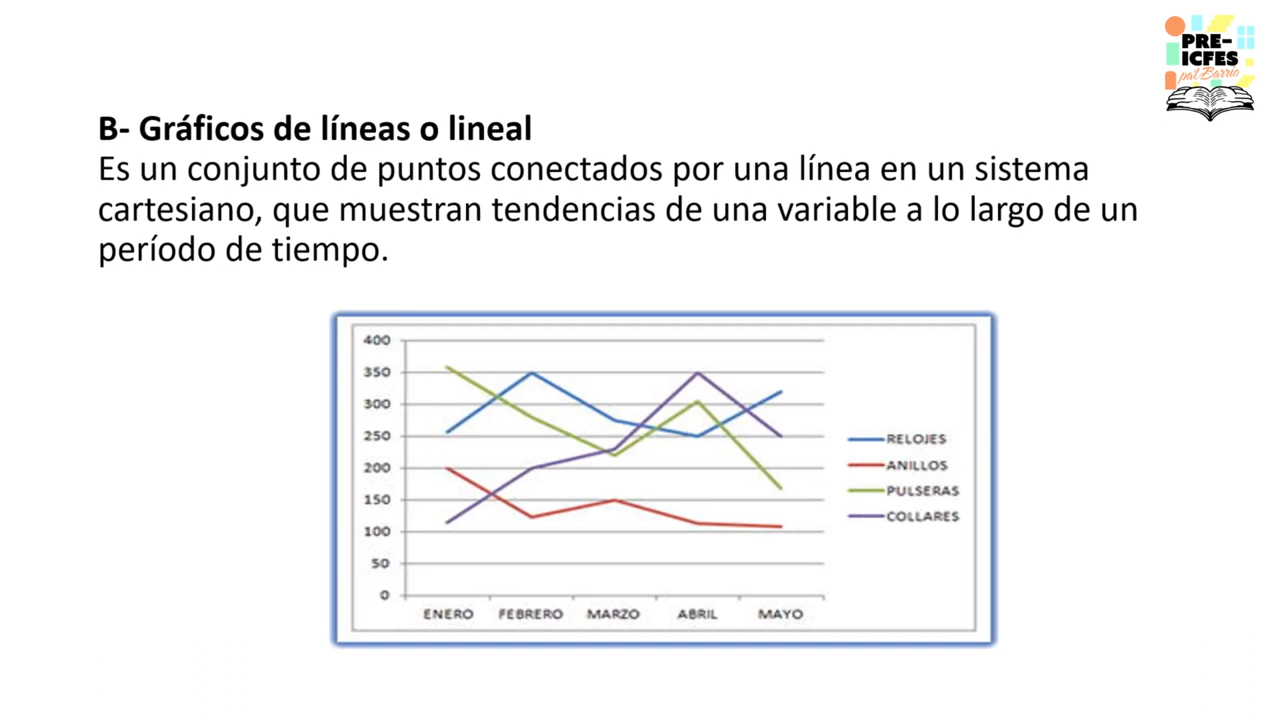 PRE-
ICFES
pa'l Barrio
B- Gráficos de líneas o lineal
Es un conjunto de puntos conectados por una línea en un sistema
cartesiano, que muestran tendencias de una variable a lo largo de un
período de tiempo.
400
350
300
250
200
150
100
50
0
ENERO FEBRERO MARZO ABRIL MAYO
RELOJES
ANILLOS
PULSERAS
COLLARES